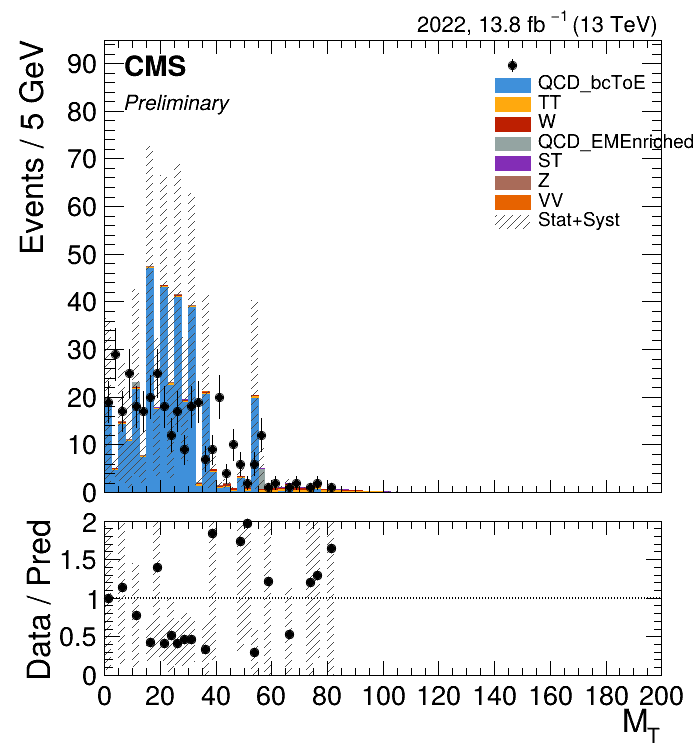 2022, 13.8 fb⁻¹ (13 TeV)
Events / 5 GeV
CMS
Preliminary
QCD_bcToE
TT
W
QCD_EMEnriched
ST
Z
VV
Stat+Syst
90
80
70
60
50
40
30
20
10
0
Data / Pred
2
1.5
1
0.5
0
0 20 40 60 80 100 120 140 160 180 200
M_T